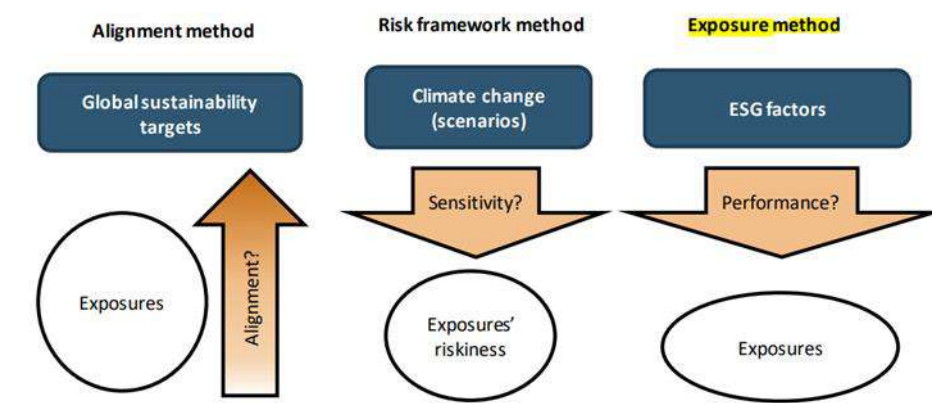 Alignment method
Risk framework method
Exposure method
Global sustainability
targets
Climate change
(scenarios)
ESG factors
Alignment?
Sensitivity?
Performance?
Exposures
Exposures'
riskiness
Exposures